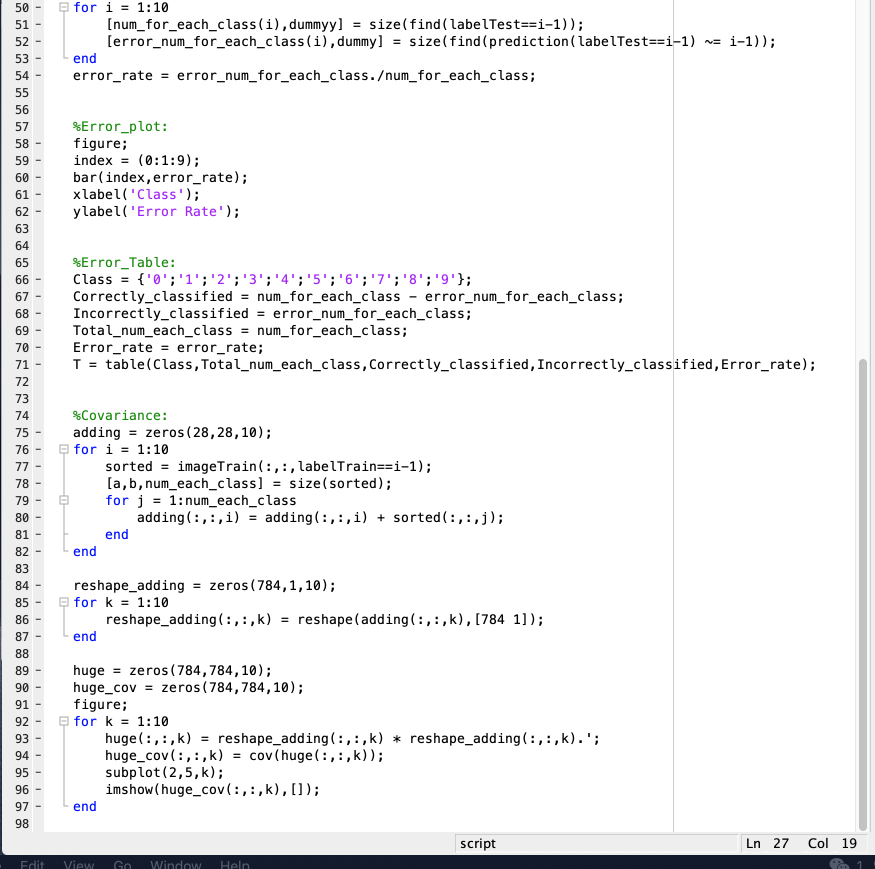 50 - for i = 1:10
51 - [num_for_each_class(i),dummyy] = size(find(labelTest==i-1));
52 - [error_num_for_each_class(i),dummy] = size(find(prediction(labelTest==i-1) ~= i-1));
53 - end
54 - error_rate = error_num_for_each_class./num_for_each_class;
55
56
57 %Error_plot:
58 - figure;
59 - index = (0:1:9);
60 - bar(index,error_rate);
61 - xlabel('Class');
62 - ylabel('Error Rate');
63
64
65 %Error_Table:
66 - Class = {'0';'1';'2';'3';'4';'5';'6';'7';'8';'9'};
67 - Correctly_classified = num_for_each_class - error_num_for_each_class;
68 - Incorrectly_classified = error_num_for_each_class;
69 - Total_num_each_class = num_for_each_class;
70 - Error_rate = error_rate;
71 - T = table(Class,Total_num_each_class,Correctly_classified,Incorrectly_classified,Error_rate);
72
73
74 %Covariance:
75 - adding = zeros(28,28,10);
76 - for i = 1:10
77 - sorted = imageTrain(:,:,labelTrain==i-1);
78 - [a,b,num_each_class] = size(sorted);
79 - for j = 1:num_each_class
80 - adding(:,:,i) = adding(:,:,i) + sorted(:,:,j);
81 - end
82 - end
83
84 - reshape_adding = zeros(784,1,10);
85 - for k = 1:10
86 - reshape_adding(:,:,k) = reshape(adding(:,:,k),[784 1]);
87 - end
88
89 - huge = zeros(784,784,10);
90 - huge_cov = zeros(784,784,10);
91 - figure;
92 - for k = 1:10
93 - huge(:,:,k) = reshape_adding(:,:,k) * reshape_adding(:,:,k).';
94 - huge_cov(:,:,k) = cov(huge(:,:,k));
95 - subplot(2,5,k);
96 - imshow(huge_cov(:,:,k),[]);
97 - end
98
script Ln 27 Col 19
Edit View Go Window Help 1